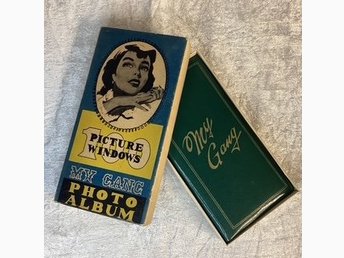 100
PICTURE
WINDOWS
MY GANG
PHOTO
ALBUM
My
Gang